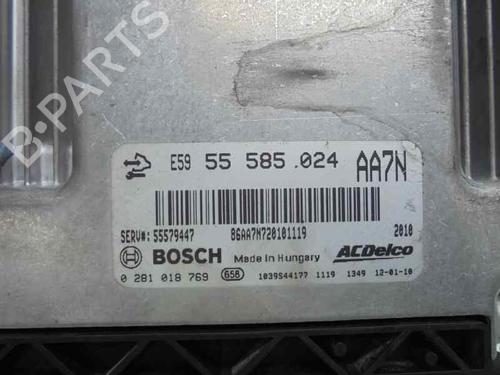 B-PARTS
E59 55 585.024 AA7N
SERV#: 55579447 86AA7N720101119 2010
BOSCH Made in Hungary ACDelco
0 281 018 769 G58 1039S44177 1119 1349 12-01-10